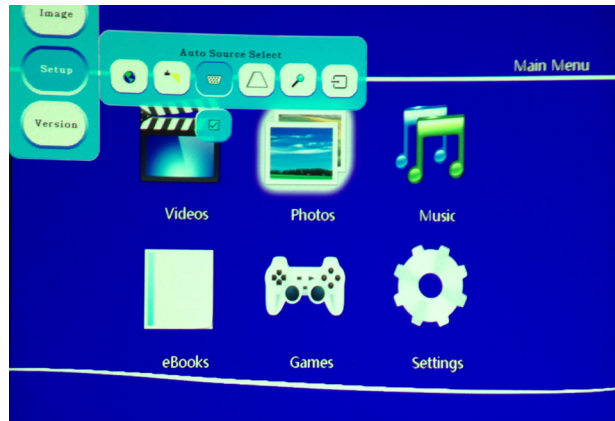 Image
Setup
Version
Auto Source Select
Main Menu
Videos
Photos
Music
eBooks
Games
Settings